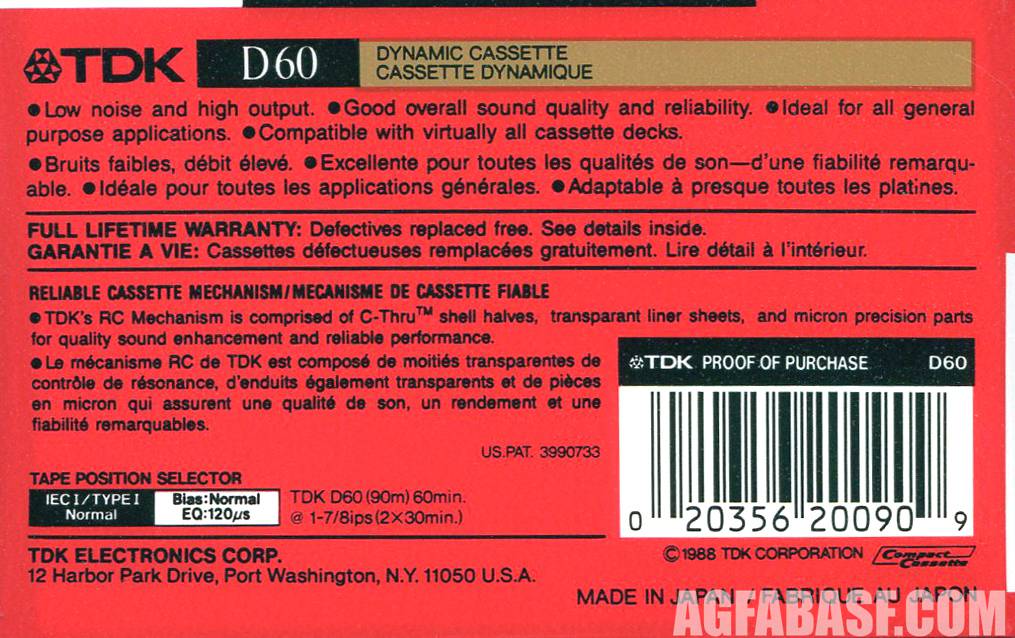 TDK D60 DYNAMIC CASSETTE
CASSETTE DYNAMIQUE
●Low noise and high output. ●Good overall sound quality and reliability. ●Ideal for all general
purpose applications. ●Compatible with virtually all cassette decks.
●Bruits faibles, débit élevé. ●Excellente pour toutes les qualités de son—d'une fiabilité remarqu-
able. ●Idéale pour toutes les applications générales. ●Adaptable à presque toutes les platines.
FULL LIFETIME WARRANTY: Defectives replaced free. See details inside.
GARANTIE A VIE: Cassettes défectueuses remplacées gratuitement. Lire détail à l'intérieur.
RELIABLE CASSETTE MECHANISM/MECANISME DE CASSETTE FIABLE
●TDK's RC Mechanism is comprised of C-Thru™ shell halves, transparant liner sheets, and micron precision parts
for quality sound enhancement and reliable performance.
●Le mécanisme RC de TDK est composé de moitiés transparentes de
contrôle de résonance, d'enduits également transparents et de pièces
en micron qui assurent une qualité de son, un rendement et une
fiabilité remarquables.
US.PAT. 3990733
TDK PROOF OF PURCHASE D60
0 20356 20090 9
TAPE POSITION SELECTOR
IEC I/TYPE I
Normal
Bias:Normal
EQ:120μs
TDK D60 (90m) 60min.
@ 1-7/8ips (2×30min.)
©1988 TDK CORPORATION
Compact
Cassette
TDK ELECTRONICS CORP.
12 Harbor Park Drive, Port Washington, N.Y. 11050 U.S.A.
MADE IN JAPAN / FABRIQUE AU JAPON
AGFABASF.COM